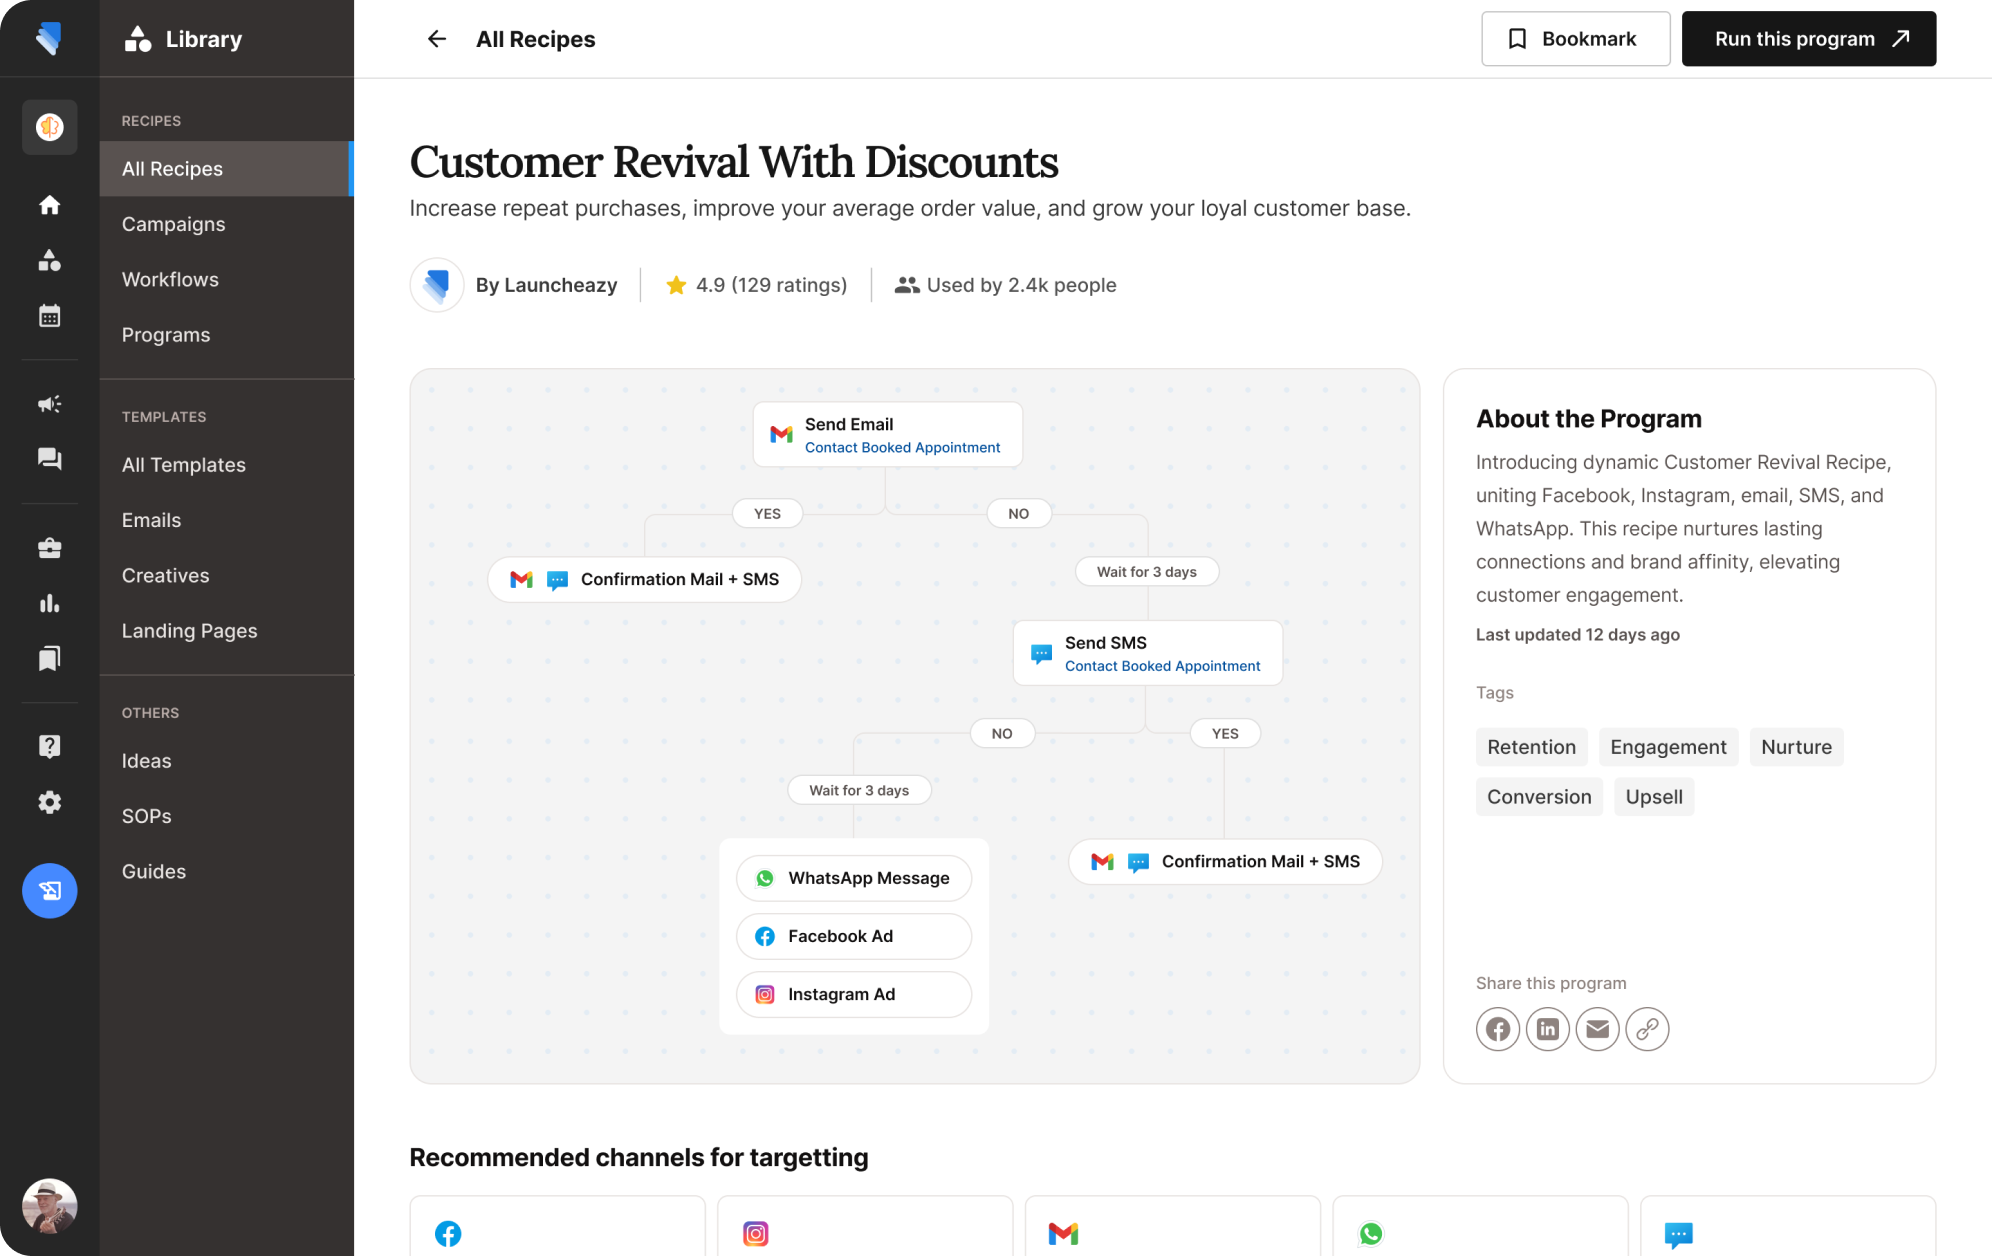 Library
RECIPES
All Recipes
Campaigns
Workflows
Programs
TEMPLATES
All Templates
Emails
Creatives
Landing Pages
OTHERS
Ideas
SOPs
Guides
All Recipes
Bookmark
Run this program
Customer Revival With Discounts
Increase repeat purchases, improve your average order value, and grow your loyal customer base.
By Launcheazy
4.9 (129 ratings)
Used by 2.4k people
Send Email
Contact Booked Appointment
YES
NO
Confirmation Mail + SMS
Wait for 3 days
Send SMS
Contact Booked Appointment
NO
YES
Wait for 3 days
Confirmation Mail + SMS
WhatsApp Message
Facebook Ad
Instagram Ad
About the Program
Introducing dynamic Customer Revival Recipe,
uniting Facebook, Instagram, email, SMS, and
WhatsApp. This recipe nurtures lasting
connections and brand affinity, elevating
customer engagement.
Last updated 12 days ago
Tags
Retention
Engagement
Nurture
Conversion
Upsell
Share this program
Recommended channels for targetting